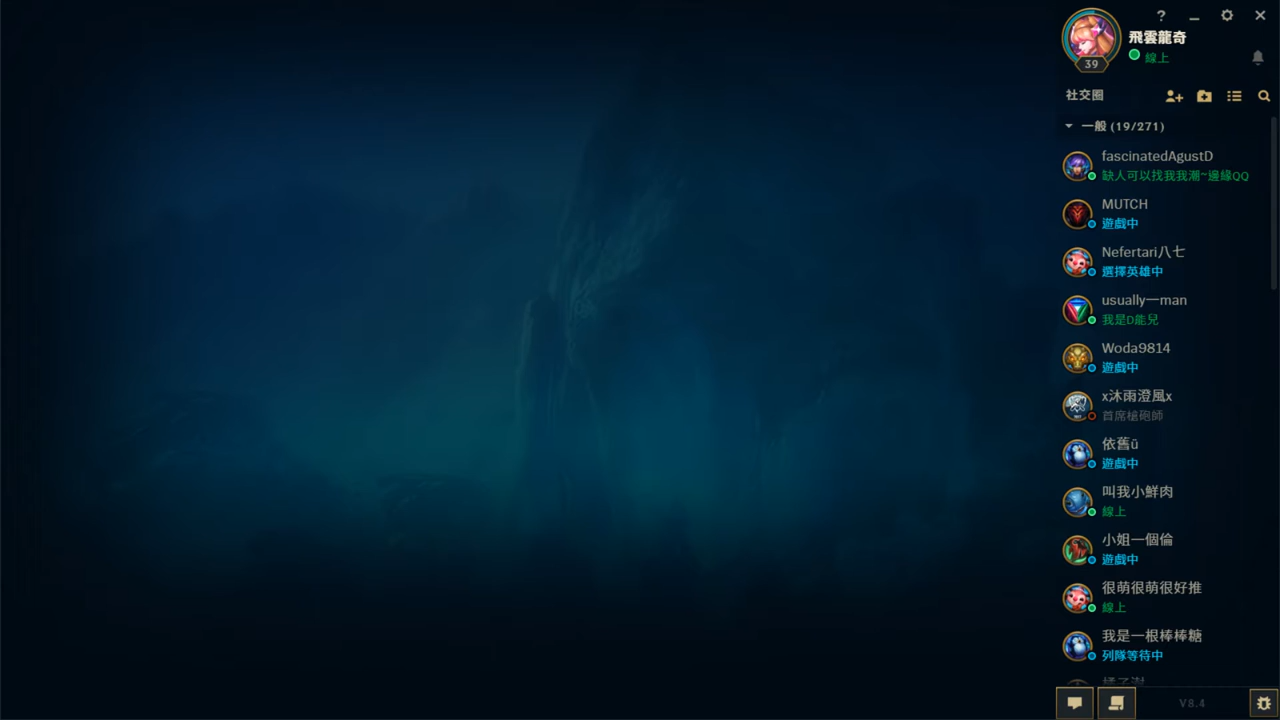 飛雲龍奇
39
線上
社交圈
一般 (19/271)
fascinatedAgustD
缺人可以找我我潮~邊緣QQ
MUTCH
遊戲中
Nefertari八七
選擇英雄中
usually一man
我是D能兒
Woda9814
遊戲中
x沐雨澄風x
首席槍砲師
依舊ū
遊戲中
叫我小鮮肉
線上
小姐一個倫
遊戲中
很萌很萌很好推
線上
我是一根棒棒糖
列隊等待中
V8.4